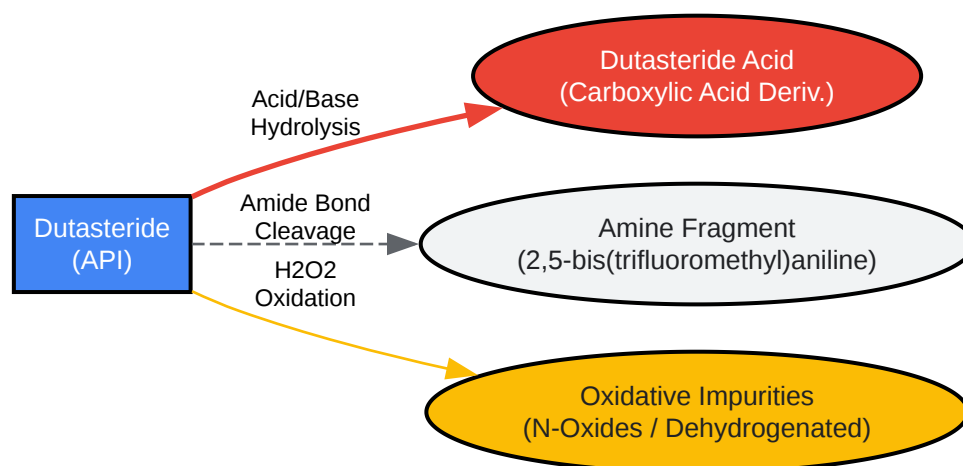 Dutasteride Acid
(Carboxylic Acid Deriv.)
Acid/Base
Hydrolysis
Dutasteride
(API)
Amide Bond
Cleavage
Amine Fragment
(2,5-bis(trifluoromethyl)aniline)
H2O2
Oxidation
Oxidative Impurities
(N-Oxides / Dehydrogenated)